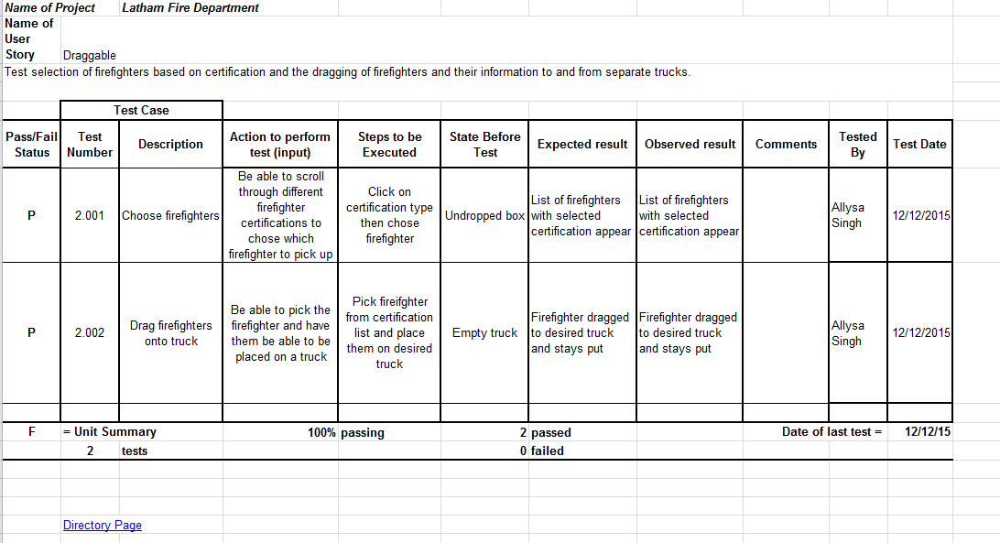 Name of Project Latham Fire Department
Name of
User
Story Draggable
Test selection of firefighters based on certification and the dragging of firefighters and their information to and from separate trucks.
Test Case
Pass/Fail
Status
Test
Number
Description
Action to perform
test (input)
Steps to be
Executed
State Before
Test
Expected result
Observed result
Comments
Tested
By
Test Date
P
2.001
Choose firefighters
Be able to scroll
through different
firefighter
certifications to
chose which
firefighter to pick up
Click on
certification type
then chose
firefighter
Undropped box
List of firefighters
with selected
certification appear
List of firefighters
with selected
certification appear
Allysa
Singh
12/12/2015
P
2.002
Drag firefighters
onto truck
Be able to pick the
firefighter and have
them be able to be
placed on a truck
Pick fireifghter
from certification
list and place
them on desired
truck
Empty truck
Firefighter dragged
to desired truck
and stays put
Firefighter dragged
to desired truck
and stays put
Allysa
Singh
12/12/2015
F = Unit Summary 100% passing 2 passed Date of last test = 12/12/15
2 tests 0 failed
Directory Page